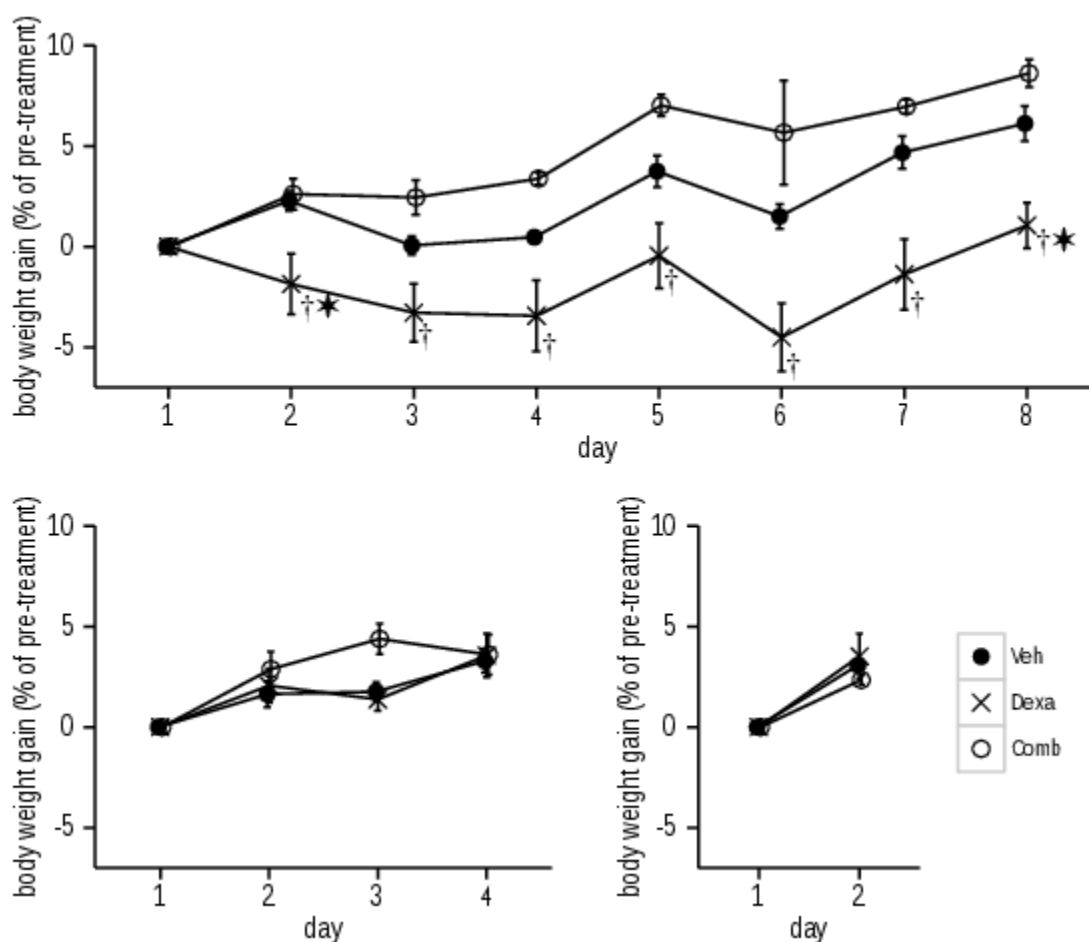 body weight gain (% of pre-treatment)
10
5
0
-5
†✶
†
†
†
†
†
†✶
1 2 3 4 5 6 7 8
day
body weight gain (% of pre-treatment)
10
5
0
-5
1 2 3 4
day
body weight gain (% of pre-treatment)
10
5
0
-5
1 2
day
Veh
Dexa
Comb